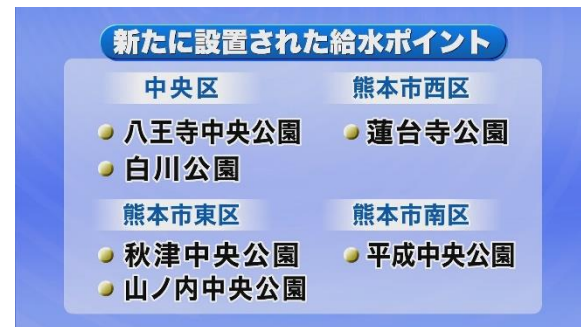 新たに設置された給水ポイント
中央区
八王寺中央公園
白川公園
熊本市西区
蓮台寺公園
熊本市東区
秋津中央公園
山ノ内中央公園
熊本市南区
平成中央公園